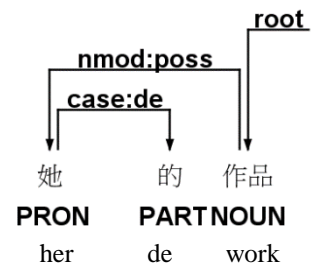 root
nmod:poss
case:de
她 的 作品
PRON PART NOUN
her de work